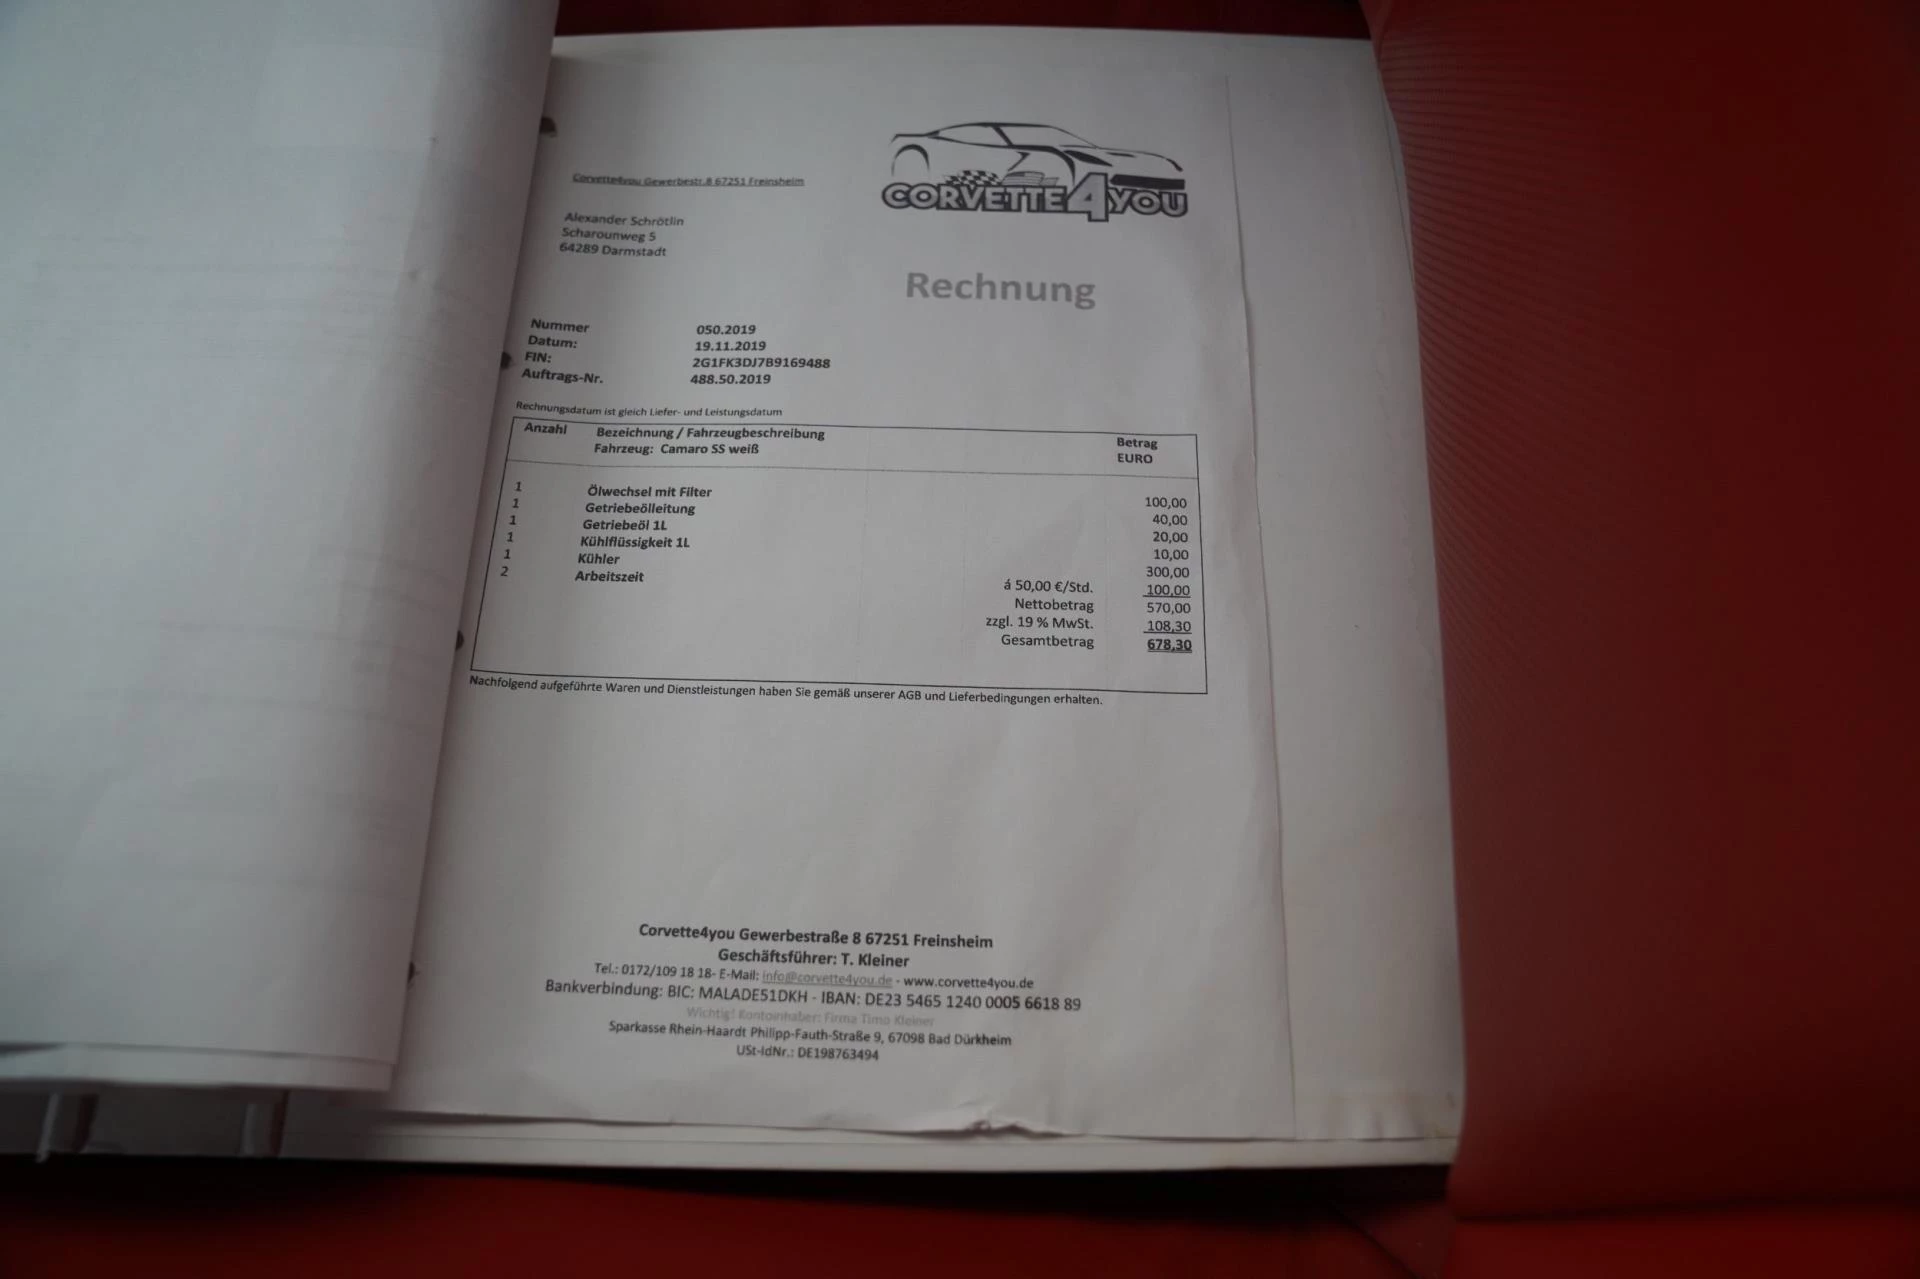 CORVETTE4YOU
Corvette4you Gewerbestr.8 67251 Freinsheim
Alexander Schrötlin
Scharounweg 5
64289 Darmstadt
Rechnung
Nummer 050.2019
Datum: 19.11.2019
FIN: 2G1FK3DJ7B9169488
Auftrags-Nr. 488.50.2019
Rechnungsdatum ist gleich Liefer- und Leistungsdatum
Anzahl Bezeichnung / Fahrzeugbeschreibung Betrag
Fahrzeug: Camaro SS weiß EURO
1 Ölwechsel mit Filter 100,00
1 Getriebeölleitung 40,00
1 Getriebeöl 1L 20,00
1 Kühlflüssigkeit 1L 10,00
1 Kühler 300,00
2 Arbeitszeit á 50,00 €/Std. 100,00
Nettobetrag 570,00
zzgl. 19 % MwSt. 108,30
Gesamtbetrag 678,30
Nachfolgend aufgeführte Waren und Dienstleistungen haben Sie gemäß unserer AGB und Lieferbedingungen erhalten.
Corvette4you Gewerbestraße 8 67251 Freinsheim
Geschäftsführer: T. Kleiner
Tel.: 0172/109 18 18- E-Mail: info@corvette4you.de - www.corvette4you.de
Bankverbindung: BIC: MALADE51DKH - IBAN: DE23 5465 1240 0005 6618 89
Wichtig! Kontoinhaber: Firma Timo Kleiner
Sparkasse Rhein-Haardt Philipp-Fauth-Straße 9, 67098 Bad Dürkheim
USt-IdNr.: DE198763494